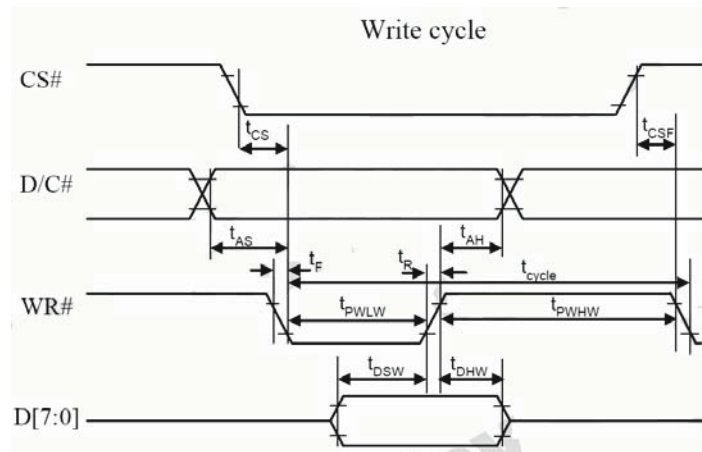 Write cycle
CS#
tCS
tCSF
D/C#
tAS
tF
tR
tAH
tcycle
WR#
tPWLW
tPWHW
tDSW
tDHW
D[7:0]